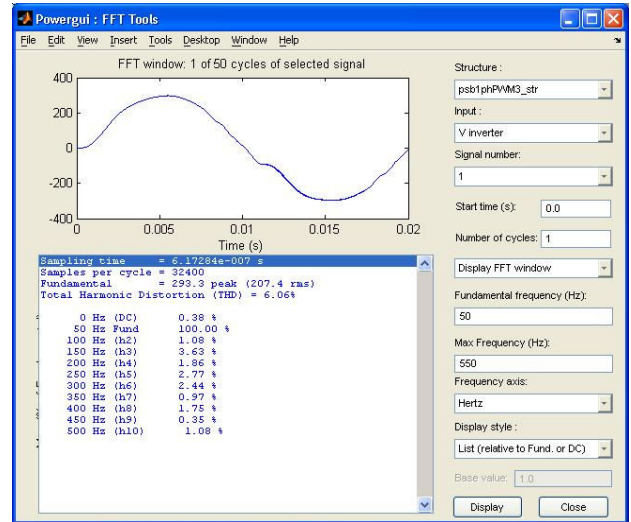 Powergui : FFT Tools
File Edit View Insert Tools Desktop Window Help
FFT window: 1 of 50 cycles of selected signal
400
200
0
-200
-400
0 0.005 0.01 0.015 0.02
Time (s)
Sampling time = 6.17284e-007 s
Samples per cycle = 32400
Fundamental = 293.3 peak (207.4 rms)
Total Harmonic Distortion (THD) = 6.06%
0 Hz (DC) 0.38 %
50 Hz Fund 100.00 %
100 Hz (h2) 1.08 %
150 Hz (h3) 3.63 %
200 Hz (h4) 1.86 %
250 Hz (h5) 2.77 %
300 Hz (h6) 2.44 %
350 Hz (h7) 0.97 %
400 Hz (h8) 1.75 %
450 Hz (h9) 0.35 %
500 Hz (h10) 1.08 %
Structure :
psb1phPWM3_str
Input :
V inverter
Signal number:
1
Start time (s): 0.0
Number of cycles: 1
Display FFT window
Fundamental frequency (Hz):
50
Max Frequency (Hz):
550
Frequency axis:
Hertz
Display style :
List (relative to Fund. or DC)
Base value: 1.0
Display Close